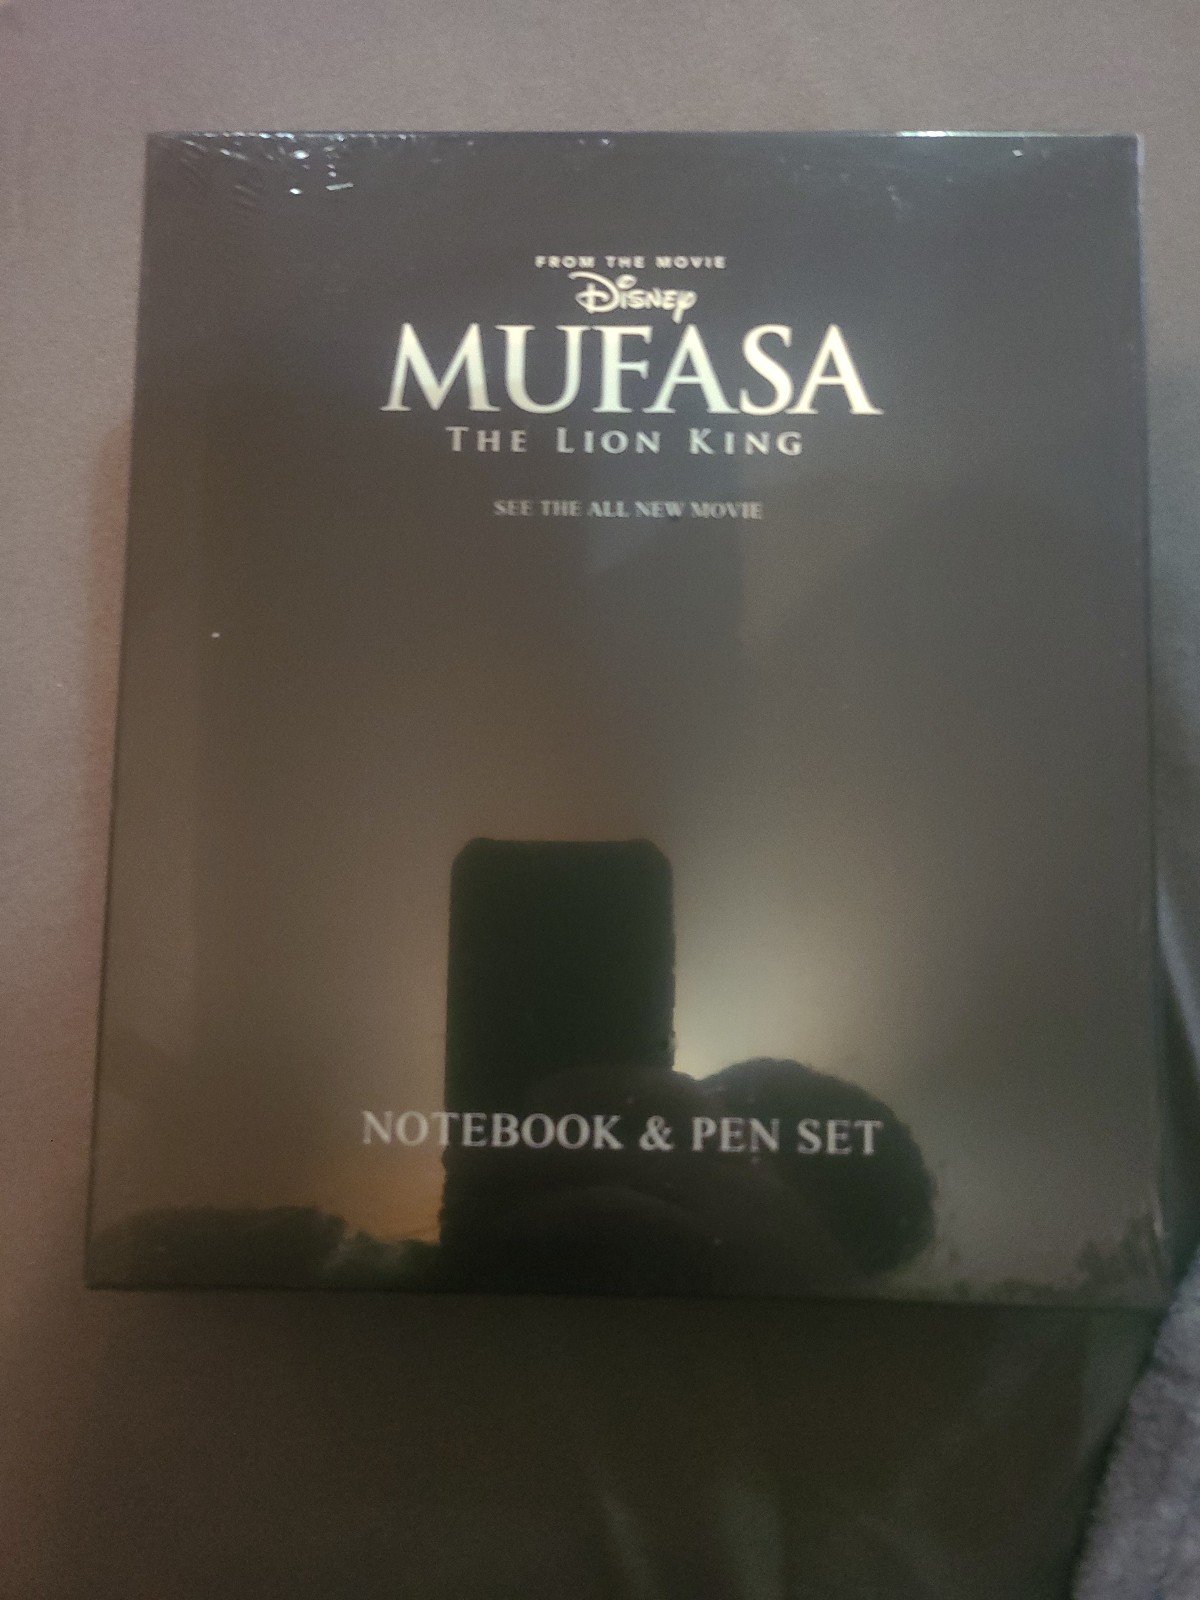 FROM THE MOVIE
Disney
MUFASA
THE LION KING
SEE THE ALL NEW MOVIE
NOTEBOOK & PEN SET